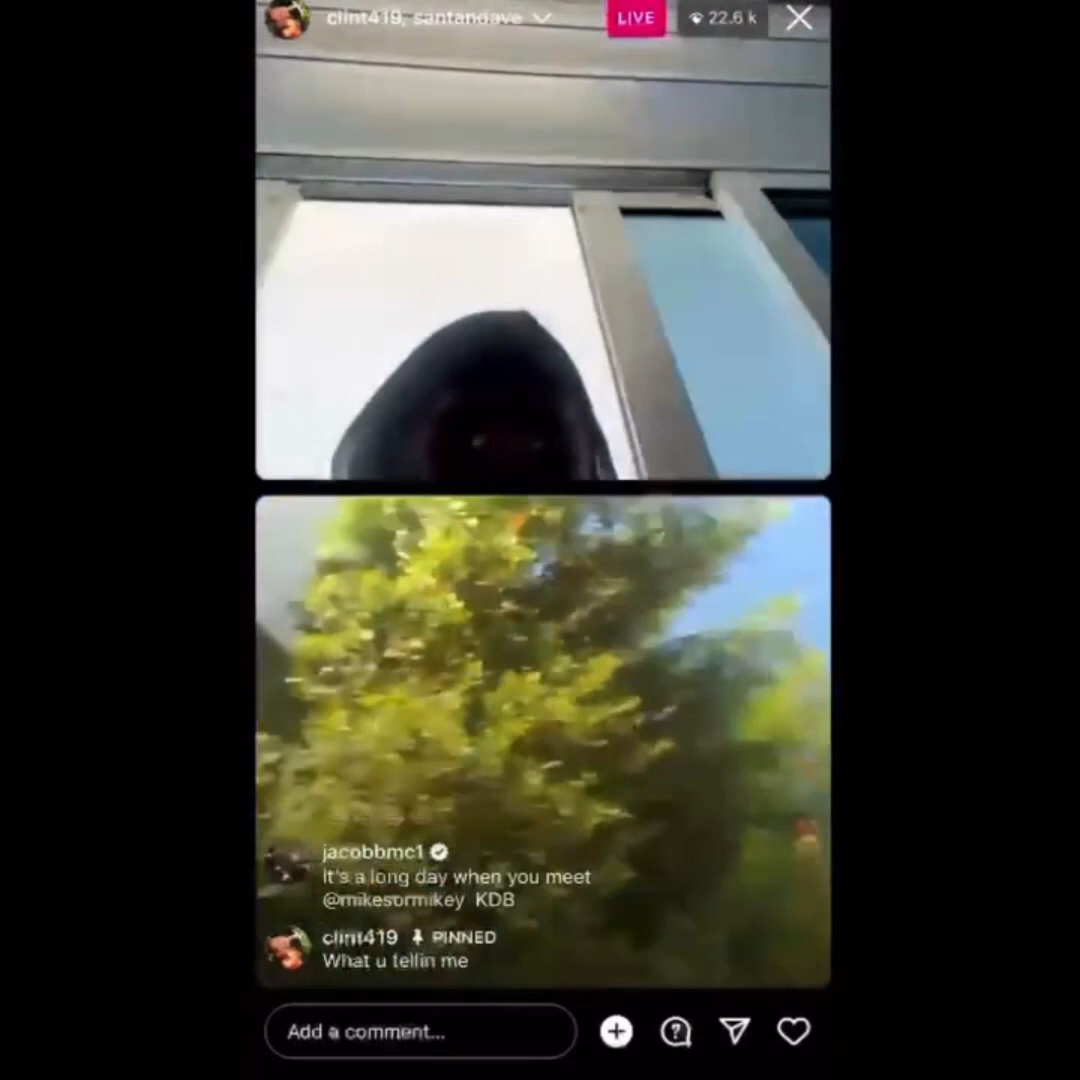 clint419, santandave
LIVE
22.6 k
jacobbmc1
It's a long day when you meet
@mikesormikey KDB
clint419 PINNED
What u tellin me
Add a comment...